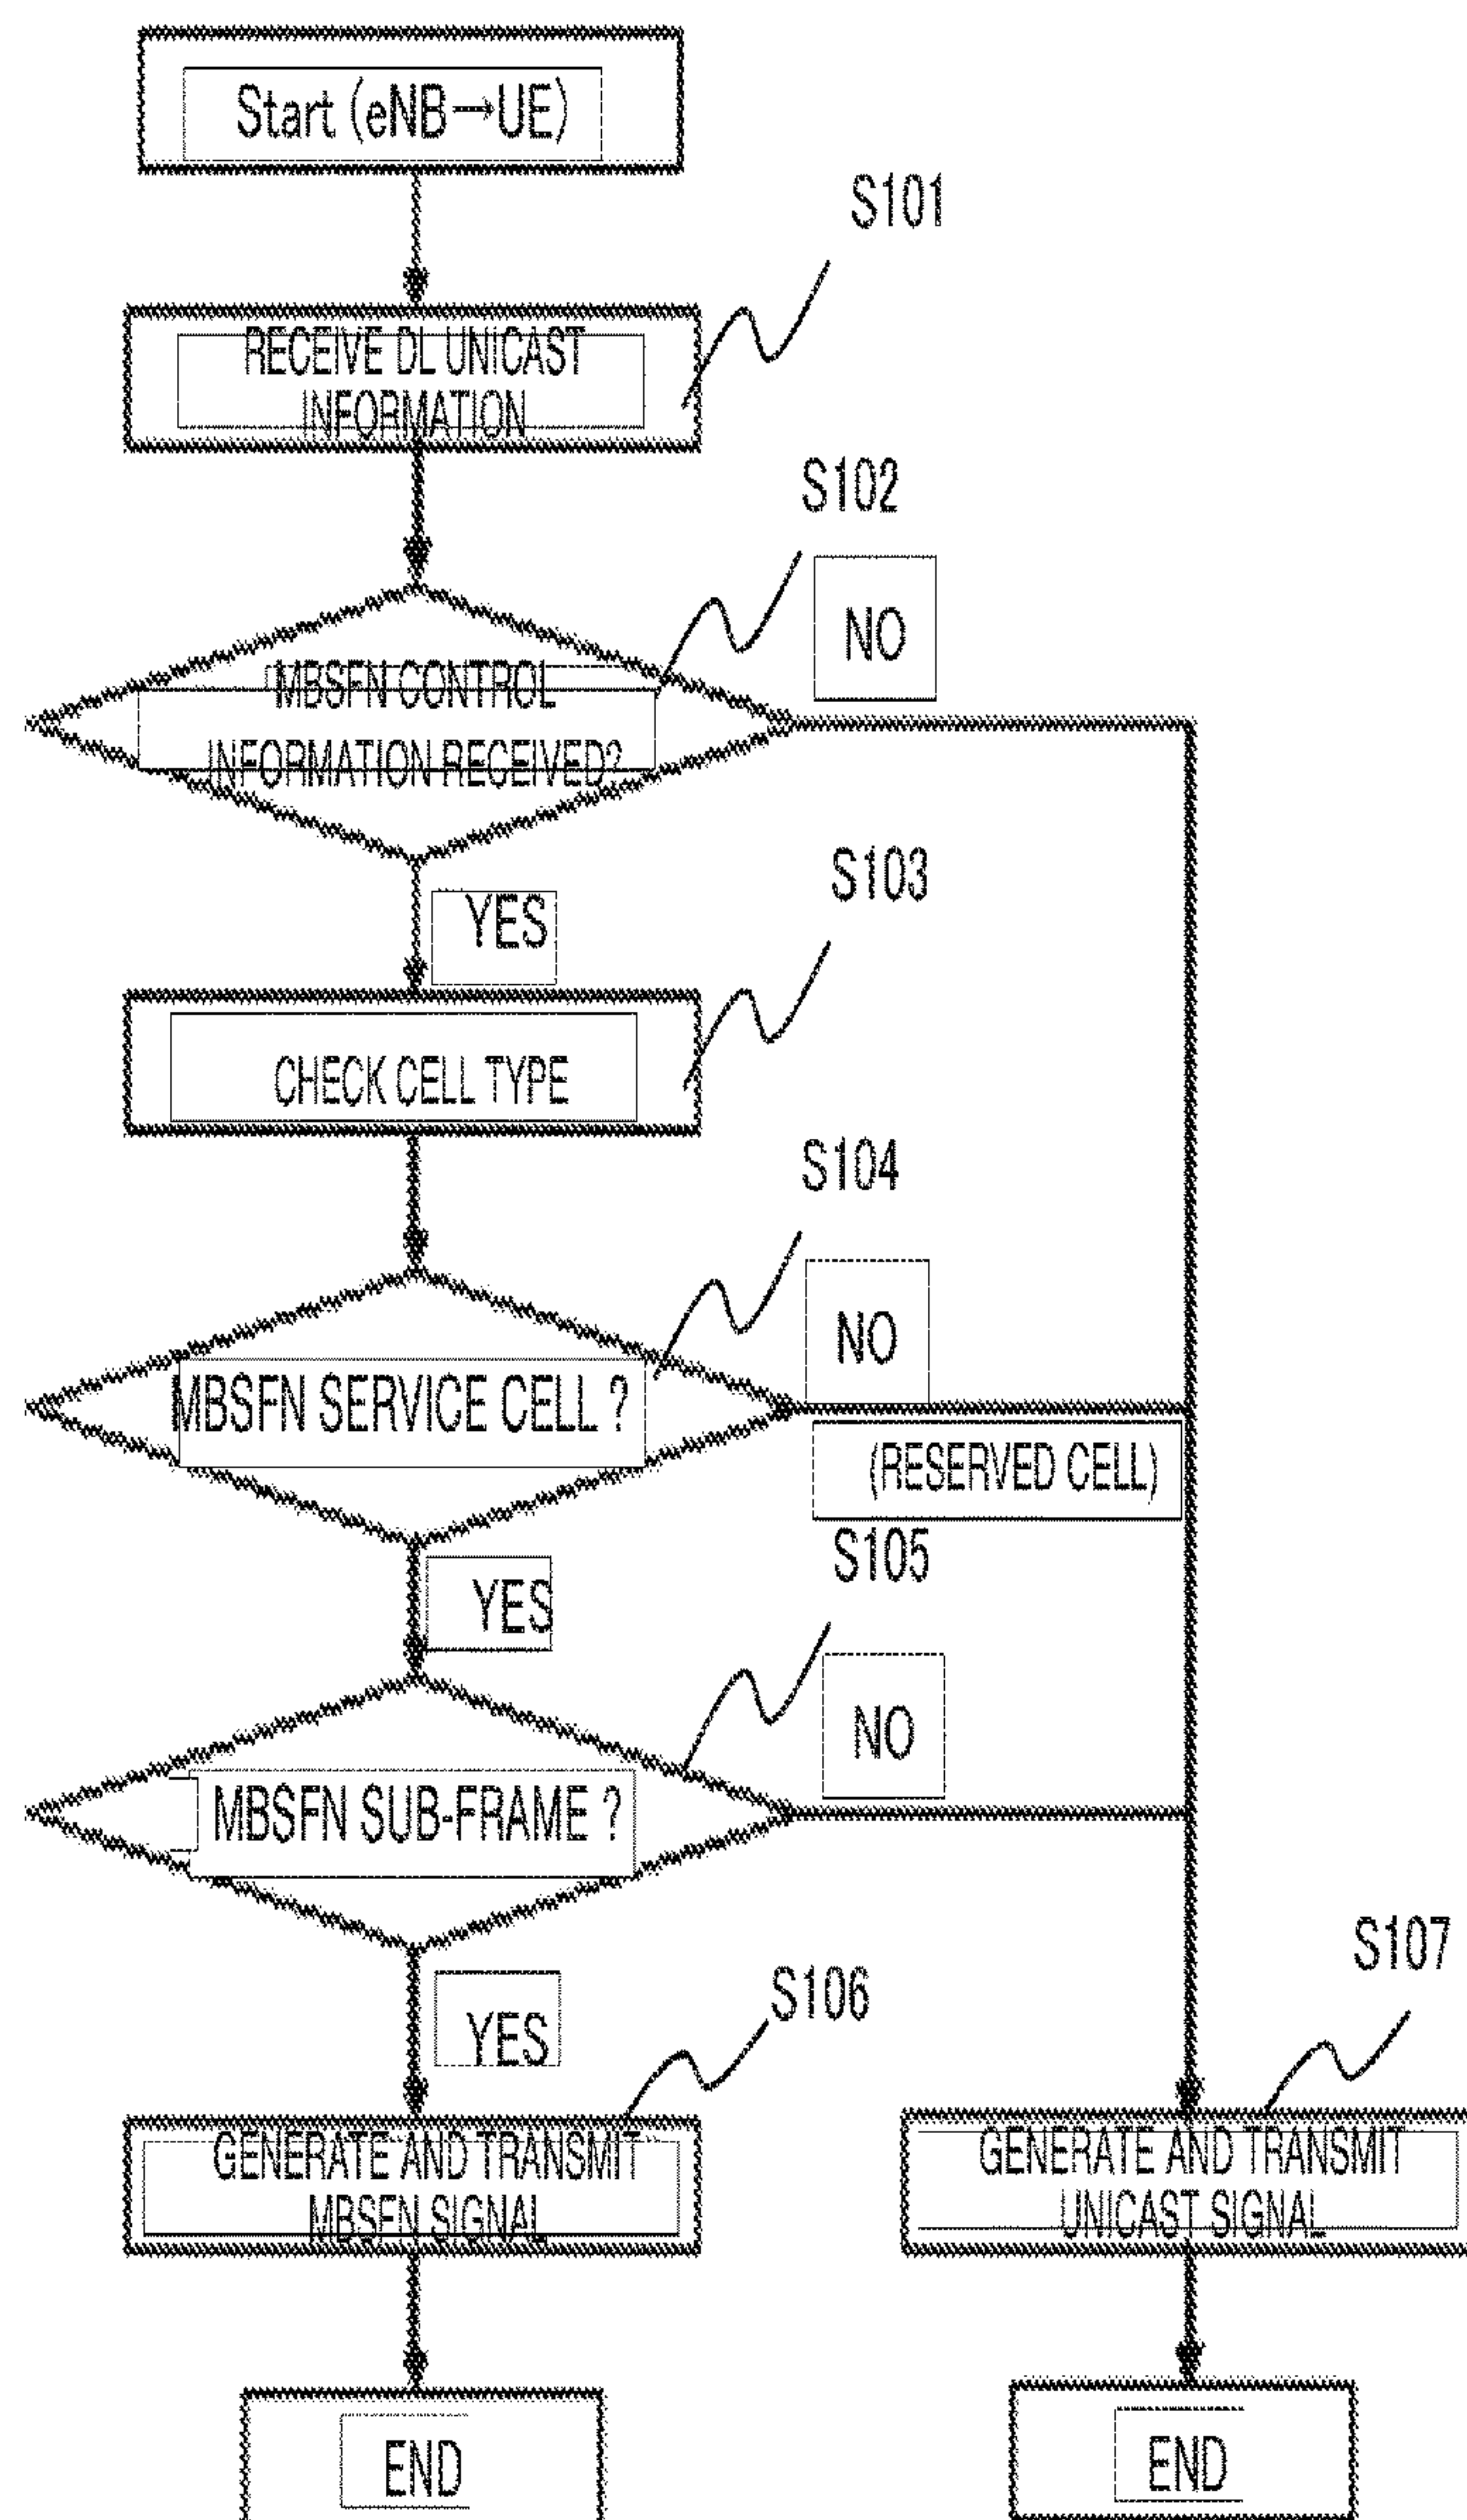 Start (eNB→UE)
S101
RECEIVE DL UNICAST
INFORMATION
S102
NO
MBSFN CONTROL
INFORMATION RECEIVED?
S103
YES
CHECK CELL TYPE
S104
NO
MBSFN SERVICE CELL ?
(RESERVED CELL)
S105
YES
NO
MBSFN SUB-FRAME ?
S107
S106
YES
GENERATE AND TRANSMIT
MBSFN SIGNAL
GENERATE AND TRANSMIT
UNICAST SIGNAL
END
END